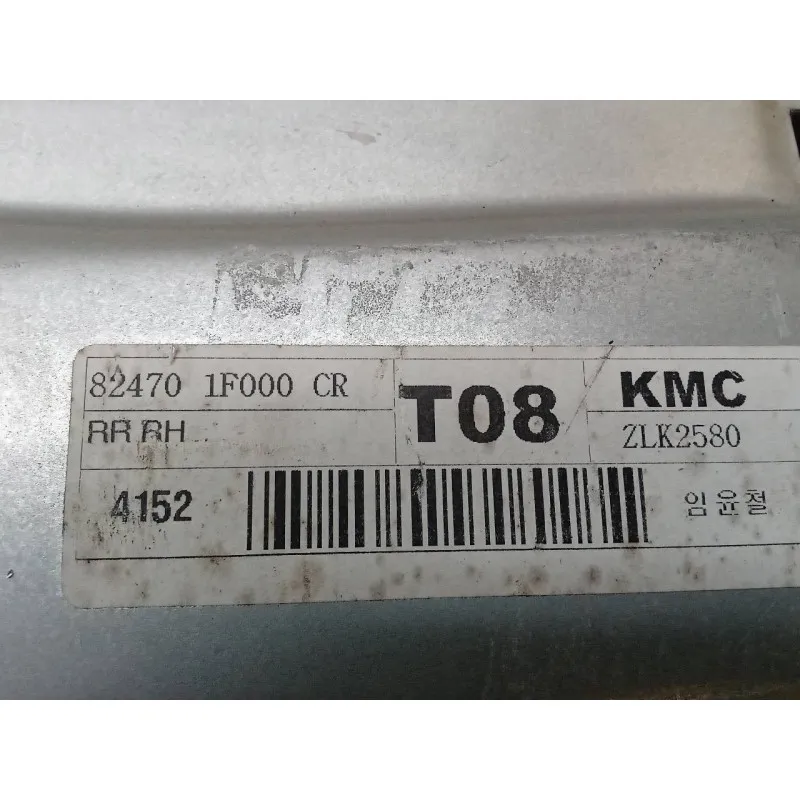 82470 1F000 CR
T08
KMC
RR RH
ZLK2580
4152
임윤철